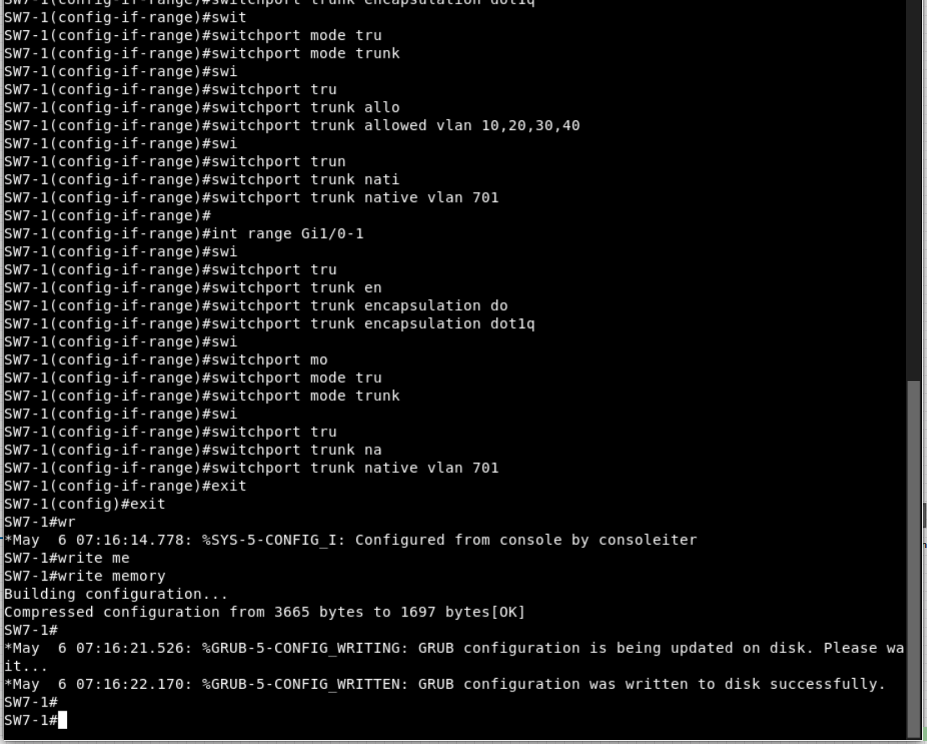 SW7-1(config-if-range)#switchport trunk encapsulation dot1q
SW7-1(config-if-range)#swit
SW7-1(config-if-range)#switchport mode tru
SW7-1(config-if-range)#switchport mode trunk
SW7-1(config-if-range)#swi
SW7-1(config-if-range)#switchport tru
SW7-1(config-if-range)#switchport trunk allo
SW7-1(config-if-range)#switchport trunk allowed vlan 10,20,30,40
SW7-1(config-if-range)#swi
SW7-1(config-if-range)#switchport trun
SW7-1(config-if-range)#switchport trunk nati
SW7-1(config-if-range)#switchport trunk native vlan 701
SW7-1(config-if-range)#
SW7-1(config-if-range)#int range Gi1/0-1
SW7-1(config-if-range)#swi
SW7-1(config-if-range)#switchport tru
SW7-1(config-if-range)#switchport trunk en
SW7-1(config-if-range)#switchport trunk encapsulation do
SW7-1(config-if-range)#switchport trunk encapsulation dot1q
SW7-1(config-if-range)#swi
SW7-1(config-if-range)#switchport mo
SW7-1(config-if-range)#switchport mode tru
SW7-1(config-if-range)#switchport mode trunk
SW7-1(config-if-range)#swi
SW7-1(config-if-range)#switchport tru
SW7-1(config-if-range)#switchport trunk na
SW7-1(config-if-range)#switchport trunk native vlan 701
SW7-1(config-if-range)#exit
SW7-1(config)#exit
SW7-1#wr
*May  6 07:16:14.778: %SYS-5-CONFIG_I: Configured from console by consoleiter
SW7-1#write me
SW7-1#write memory
Building configuration...
Compressed configuration from 3665 bytes to 1697 bytes[OK]
SW7-1#
*May  6 07:16:21.526: %GRUB-5-CONFIG_WRITING: GRUB configuration is being updated on disk. Please wa
it...
*May  6 07:16:22.170: %GRUB-5-CONFIG_WRITTEN: GRUB configuration was written to disk successfully.
SW7-1#
SW7-1#